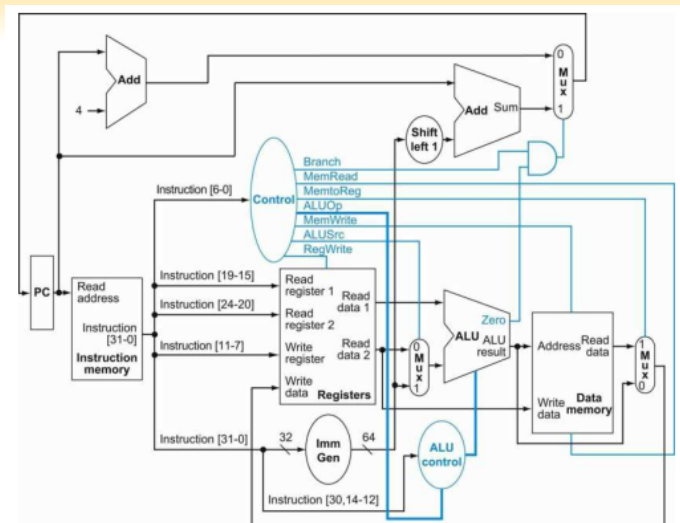 Add
4
0
Mux
1
Add Sum
Shift
left 1
Branch
MemRead
MemtoReg
ALUOp
MemWrite
ALUSrc
RegWrite
Control
Instruction [6-0]
Instruction [19-15]
Instruction [24-20]
Instruction [11-7]
Instruction [31-0]
PC
Read
address
Instruction
[31-0]
Instruction
memory
Read
register 1
Read
data 1
Read
register 2
Write
register
Read
data 2
Write
data
Registers
0
Mux
1
Zero
ALU
ALU
result
Address
Read
data
Write
data
Data
memory
1
Mux
0
32
Imm
Gen
64
ALU
control
Instruction [30,14-12]